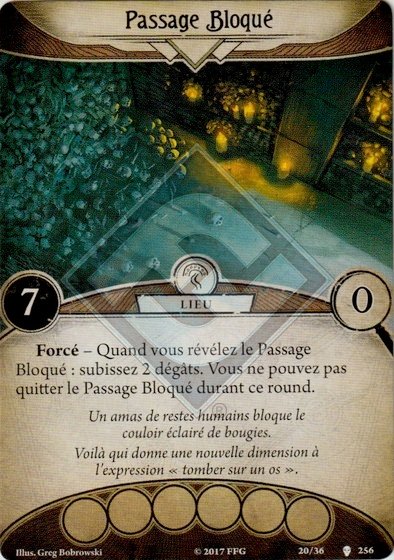 Passage Bloqué
7
LIEU
0
Forcé – Quand vous révélez le Passage
Bloqué : subissez 2 dégâts. Vous ne pouvez pas
quitter le Passage Bloqué durant ce round.
Un amas de restes humains bloque le
couloir éclairé de bougies.
Voilà qui donne une nouvelle dimension à
l'expression « tomber sur un os ».
Illus. Greg Bobrowski
© 2017 FFG
20/36
256